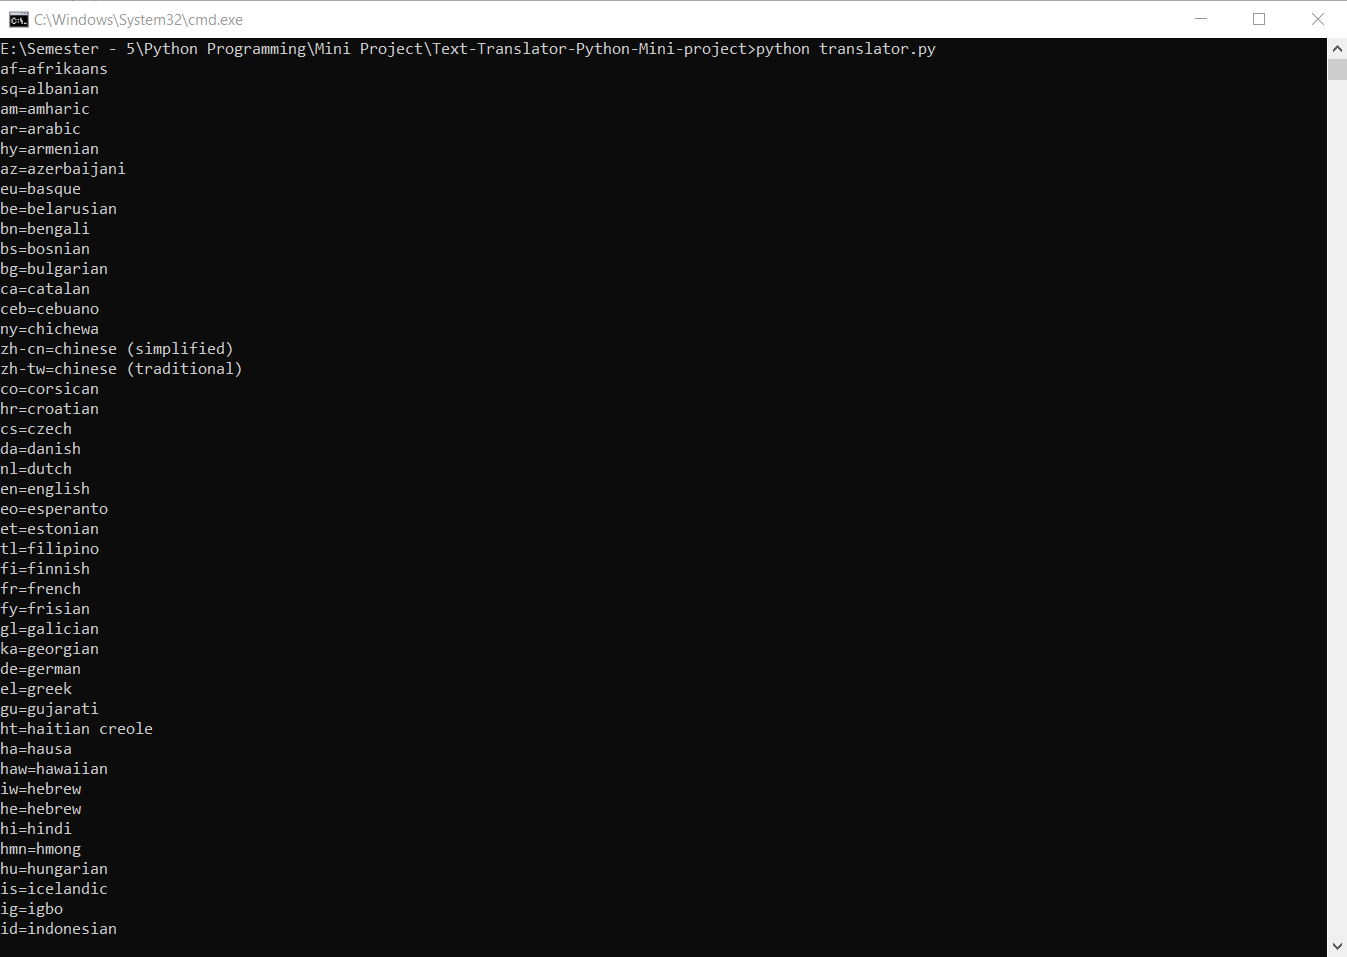 C:\Windows\System32\cmd.exe
E:\Semester - 5\Python Programming\Mini Project\Text-Translator-Python-Mini-project>python translator.py
af=afrikaans
sq=albanian
am=amharic
ar=arabic
hy=armenian
az=azerbaijani
eu=basque
be=belarusian
bn=bengali
bs=bosnian
bg=bulgarian
ca=catalan
ceb=cebuano
ny=chichewa
zh-cn=chinese (simplified)
zh-tw=chinese (traditional)
co=corsican
hr=croatian
cs=czech
da=danish
nl=dutch
en=english
eo=esperanto
et=estonian
tl=filipino
fi=finnish
fr=french
fy=frisian
gl=galician
ka=georgian
de=german
el=greek
gu=gujarati
ht=haitian creole
ha=hausa
haw=hawaiian
iw=hebrew
he=hebrew
hi=hindi
hmn=hmong
hu=hungarian
is=icelandic
ig=igbo
id=indonesian